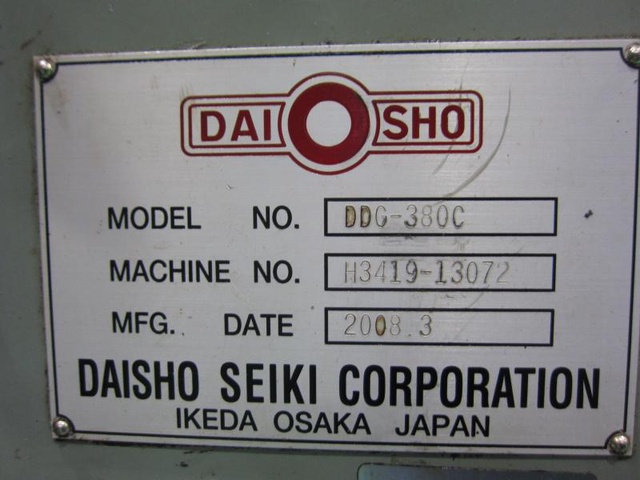 DAI SHO
MODEL NO. DDG-380C
MACHINE NO. H3419-13072
MFG. DATE 2008.3
DAISHO SEIKI CORPORATION
IKEDA OSAKA JAPAN